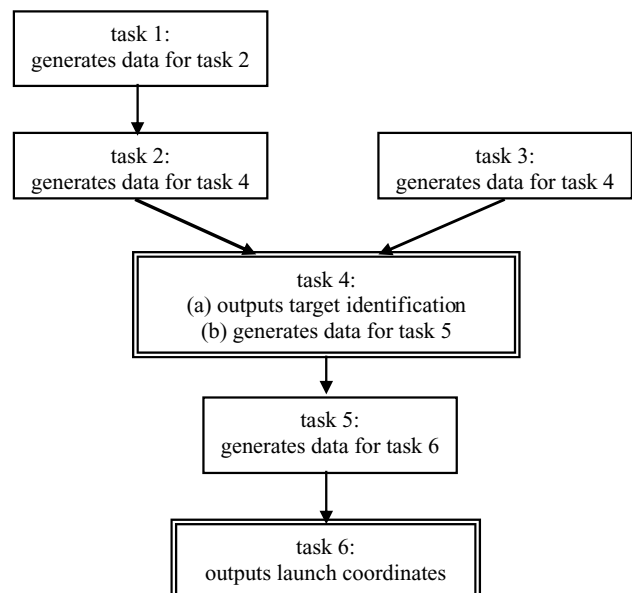 task 1:
generates data for task 2
task 2:
generates data for task 4
task 3:
generates data for task 4
task 4:
(a) outputs target identification
(b) generates data for task 5
task 5:
generates data for task 6
task 6:
outputs launch coordinates